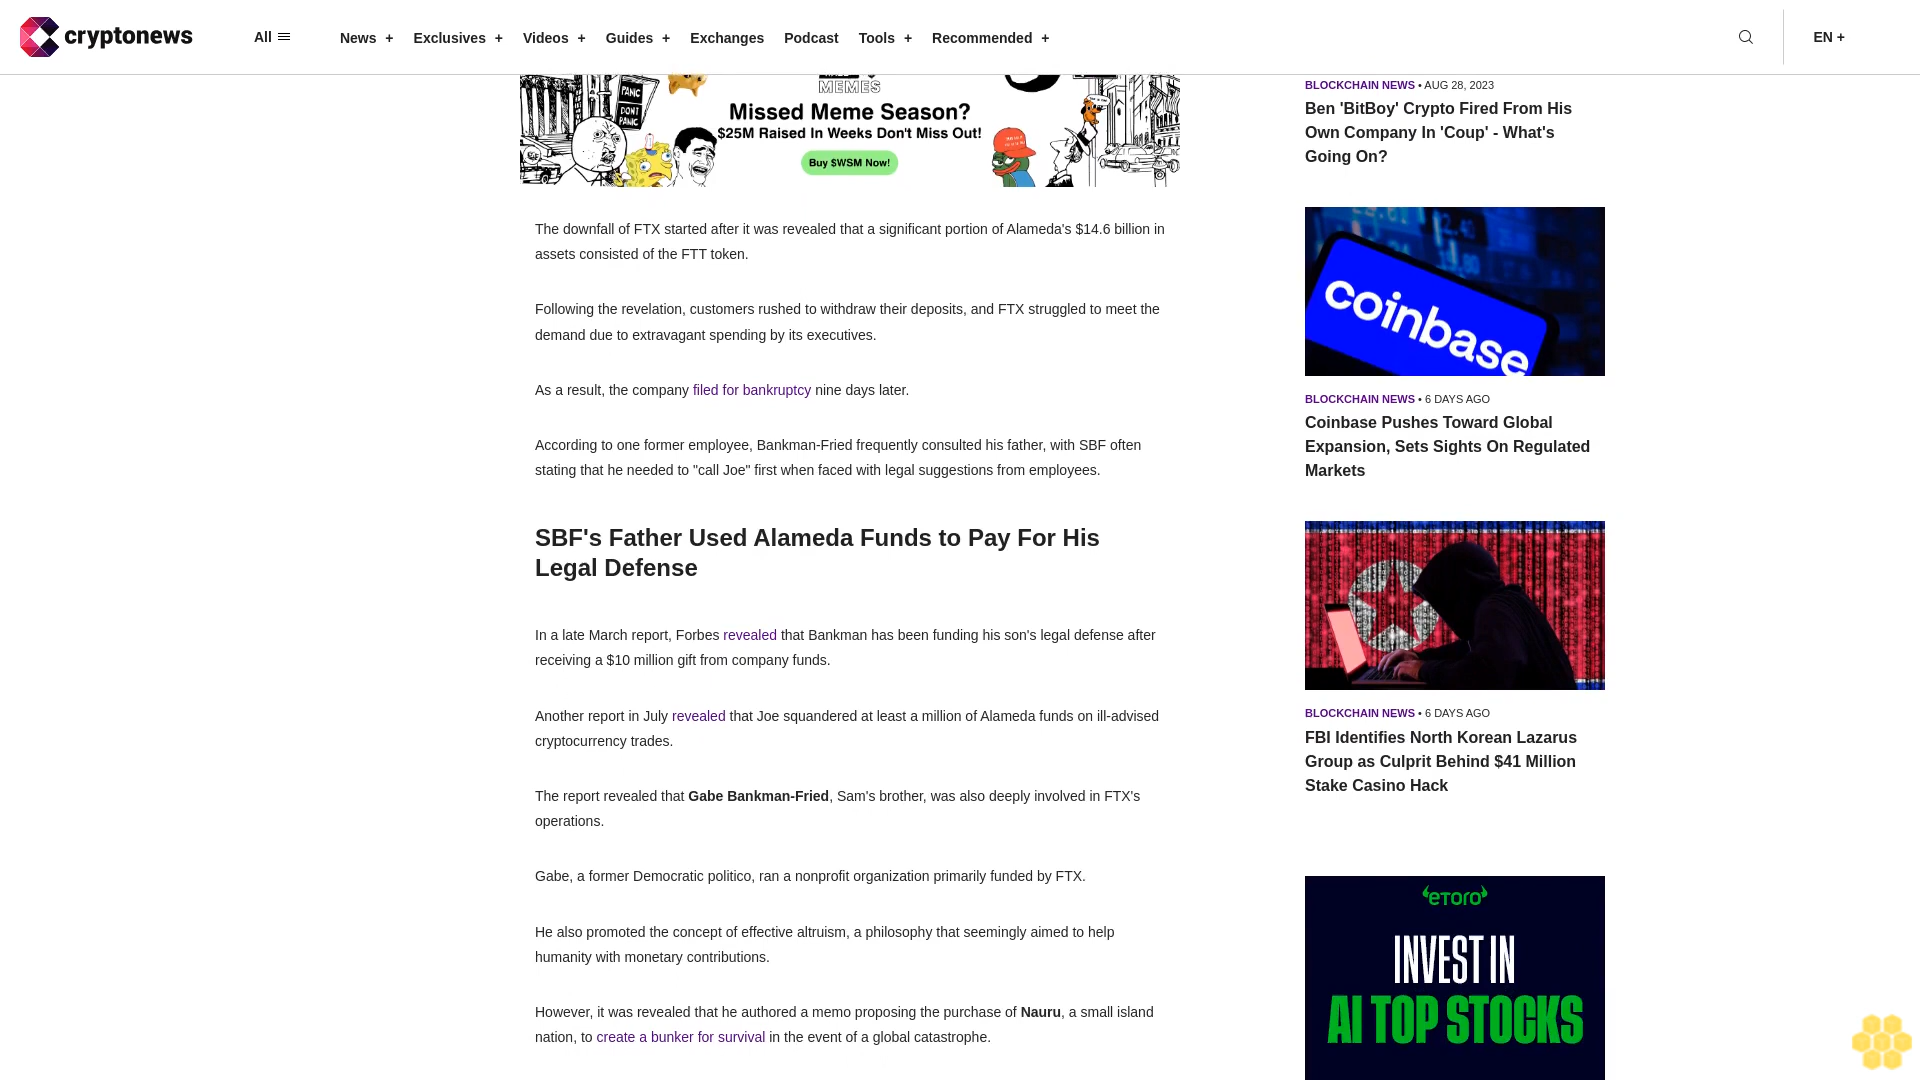 cryptonews
All
News +
Exclusives +
Videos +
Guides +
Exchanges
Podcast
Tools +
Recommended +
EN +
PANIC
DONT
PANIC
MEMES
Missed Meme Season?
$25M Raised In Weeks Don't Miss Out!
Buy $WSM Now!
The downfall of FTX started after it was revealed that a significant portion of Alameda's $14.6 billion in
assets consisted of the FTT token.
Following the revelation, customers rushed to withdraw their deposits, and FTX struggled to meet the
demand due to extravagant spending by its executives.
As a result, the company filed for bankruptcy nine days later.
According to one former employee, Bankman-Fried frequently consulted his father, with SBF often
stating that he needed to "call Joe" first when faced with legal suggestions from employees.
SBF's Father Used Alameda Funds to Pay For His
Legal Defense
In a late March report, Forbes revealed that Bankman has been funding his son's legal defense after
receiving a $10 million gift from company funds.
Another report in July revealed that Joe squandered at least a million of Alameda funds on ill-advised
cryptocurrency trades.
The report revealed that Gabe Bankman-Fried, Sam's brother, was also deeply involved in FTX's
operations.
Gabe, a former Democratic politico, ran a nonprofit organization primarily funded by FTX.
He also promoted the concept of effective altruism, a philosophy that seemingly aimed to help
humanity with monetary contributions.
However, it was revealed that he authored a memo proposing the purchase of Nauru, a small island
nation, to create a bunker for survival in the event of a global catastrophe.
BLOCKCHAIN NEWS • AUG 28, 2023
Ben 'BitBoy' Crypto Fired From His
Own Company In 'Coup' - What's
Going On?
coinbase
BLOCKCHAIN NEWS • 6 DAYS AGO
Coinbase Pushes Toward Global
Expansion, Sets Sights On Regulated
Markets
BLOCKCHAIN NEWS • 6 DAYS AGO
FBI Identifies North Korean Lazarus
Group as Culprit Behind $41 Million
Stake Casino Hack
eToro
INVEST IN
AI TOP STOCKS